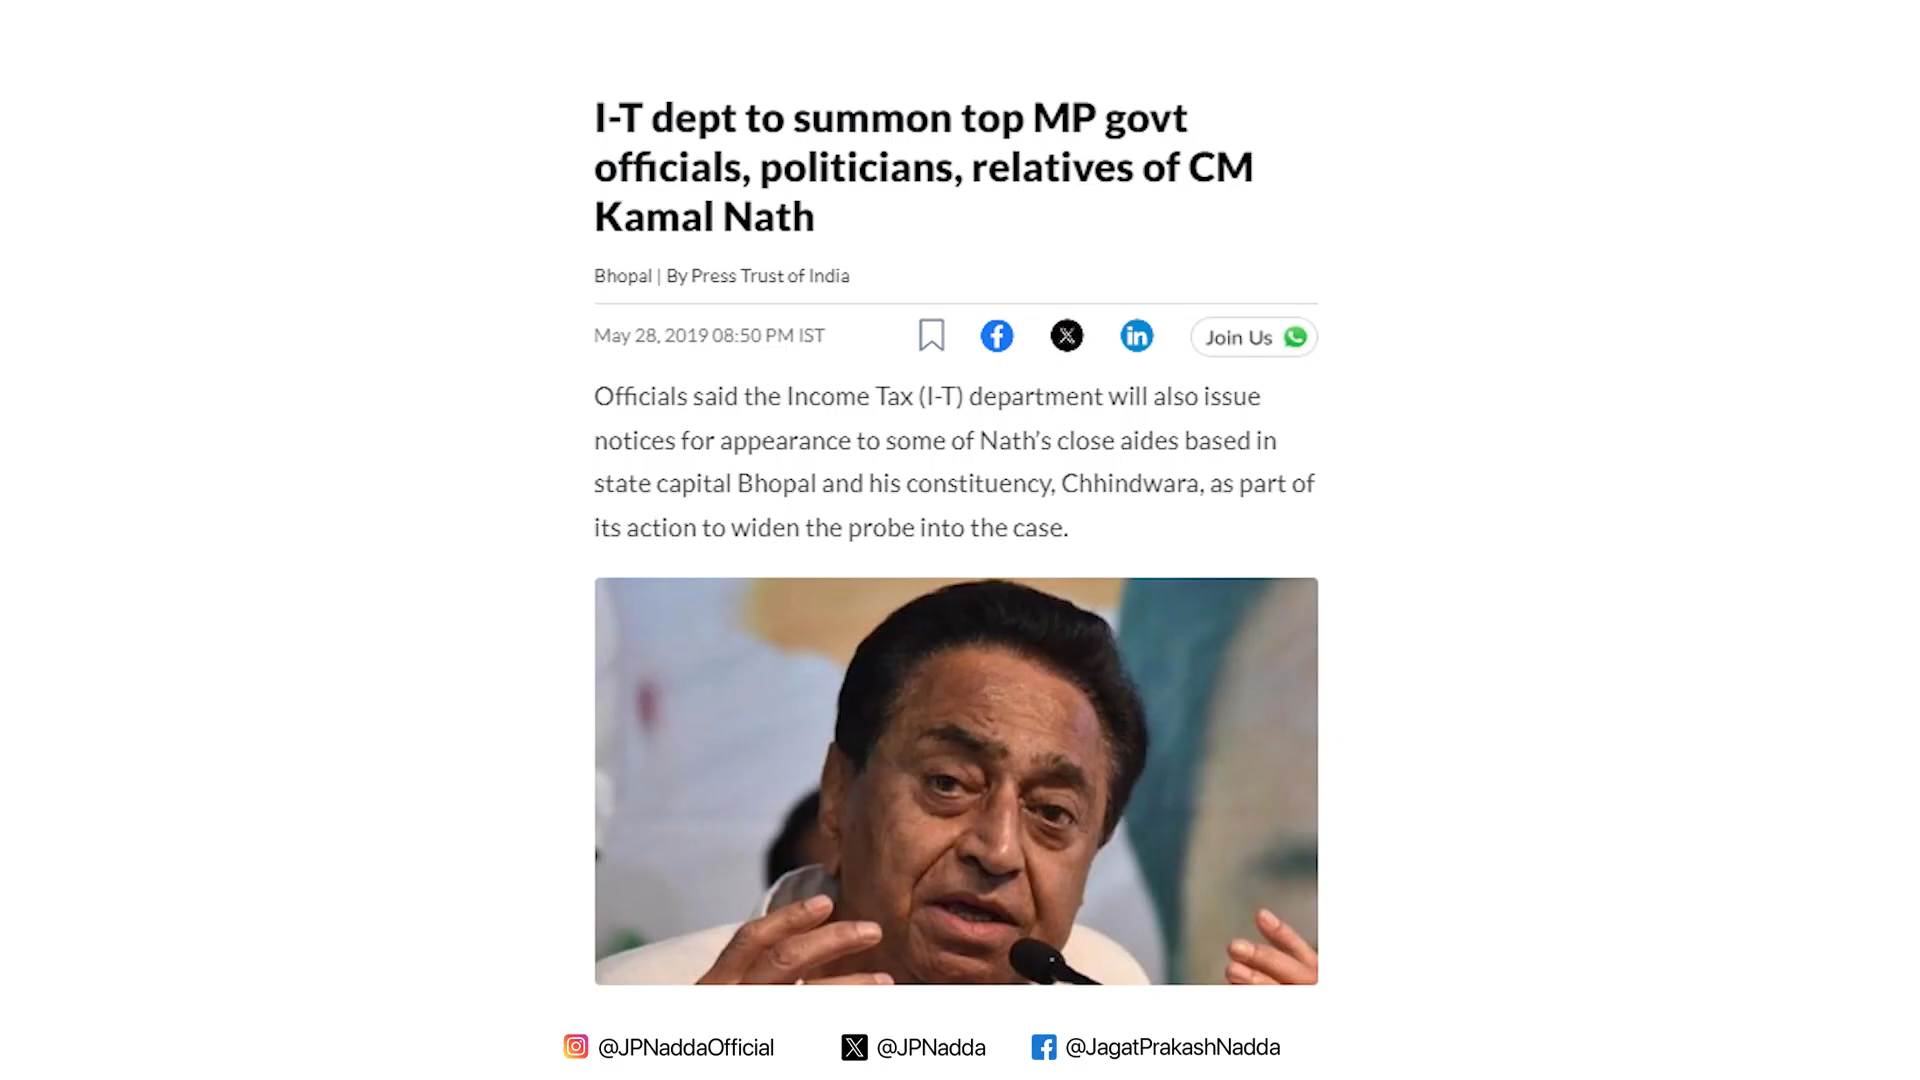 I-T dept to summon top MP govt
officials, politicians, relatives of CM
Kamal Nath
Bhopal | By Press Trust of India
May 28, 2019 08:50 PM IST
Join Us
Officials said the Income Tax (I-T) department will also issue
notices for appearance to some of Nath’s close aides based in
state capital Bhopal and his constituency, Chhindwara, as part of
its action to widen the probe into the case.
@JPNaddaOfficial
@JPNadda
@JagatPrakashNadda